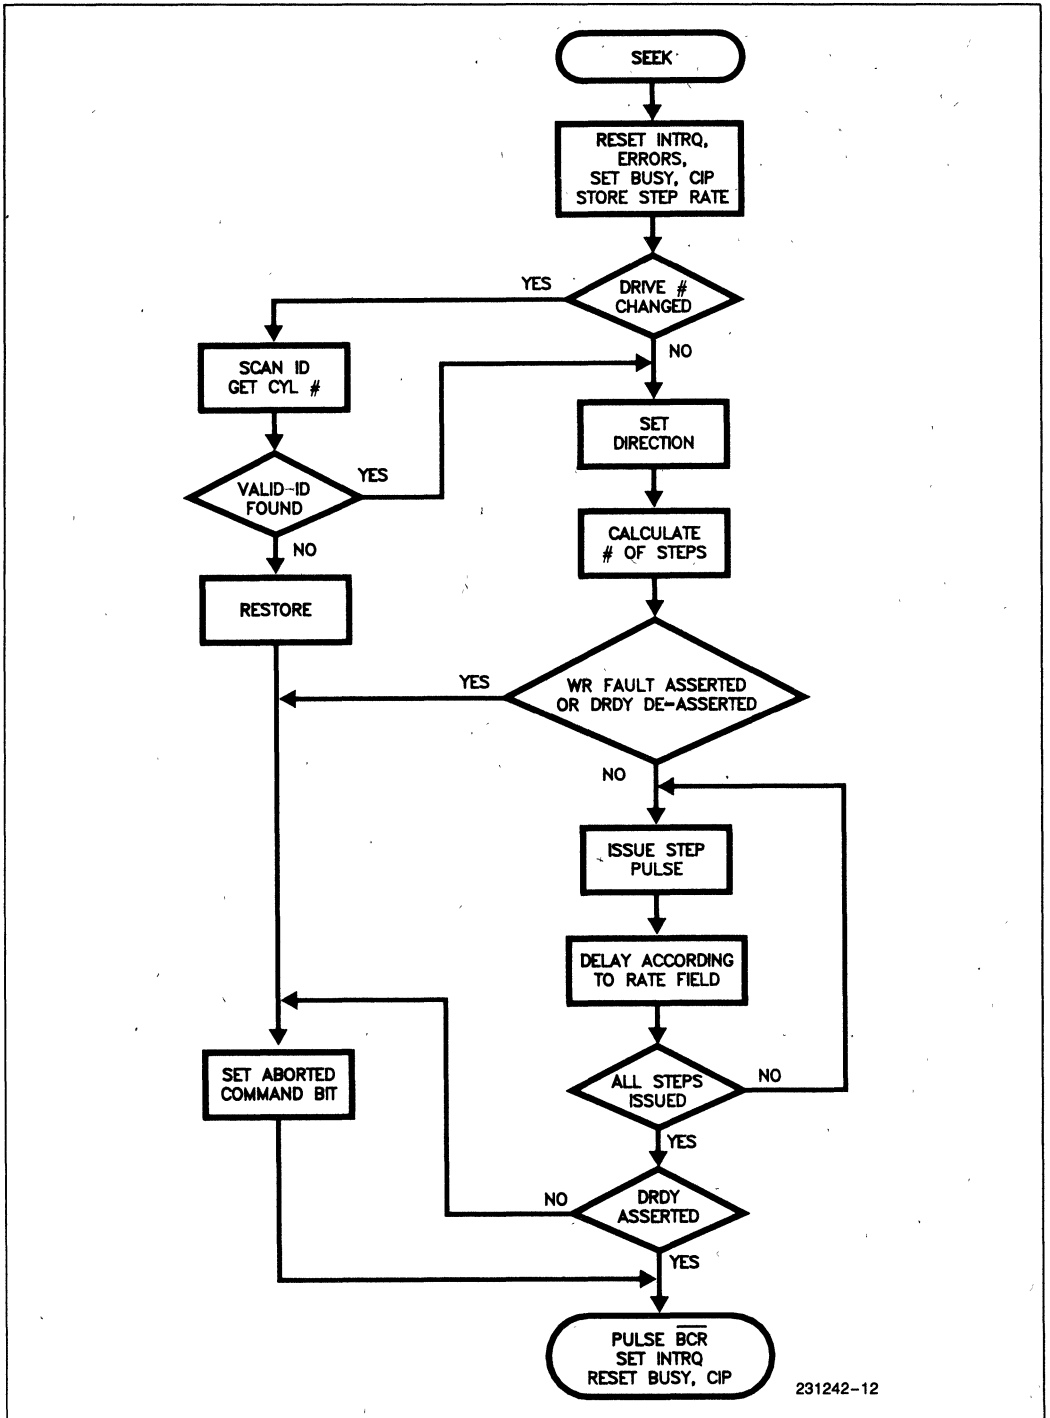 SEEK
RESET INTRQ,
ERRORS,
SET BUSY, CIP
STORE STEP RATE
DRIVE #
CHANGED
YES
NO
SCAN ID
GET CYL #
SET
DIRECTION
VALID-ID
FOUND
YES
NO
CALCULATE
# OF STEPS
RESTORE
WR FAULT ASSERTED
OR DRDY DE-ASSERTED
YES
NO
ISSUE STEP
PULSE
DELAY ACCORDING
TO RATE FIELD
SET ABORTED
COMMAND BIT
ALL STEPS
ISSUED
NO
YES
DRDY
ASSERTED
NO
YES
PULSE B̅C̅R̅
SET INTRQ
RESET BUSY, CIP
231242-12